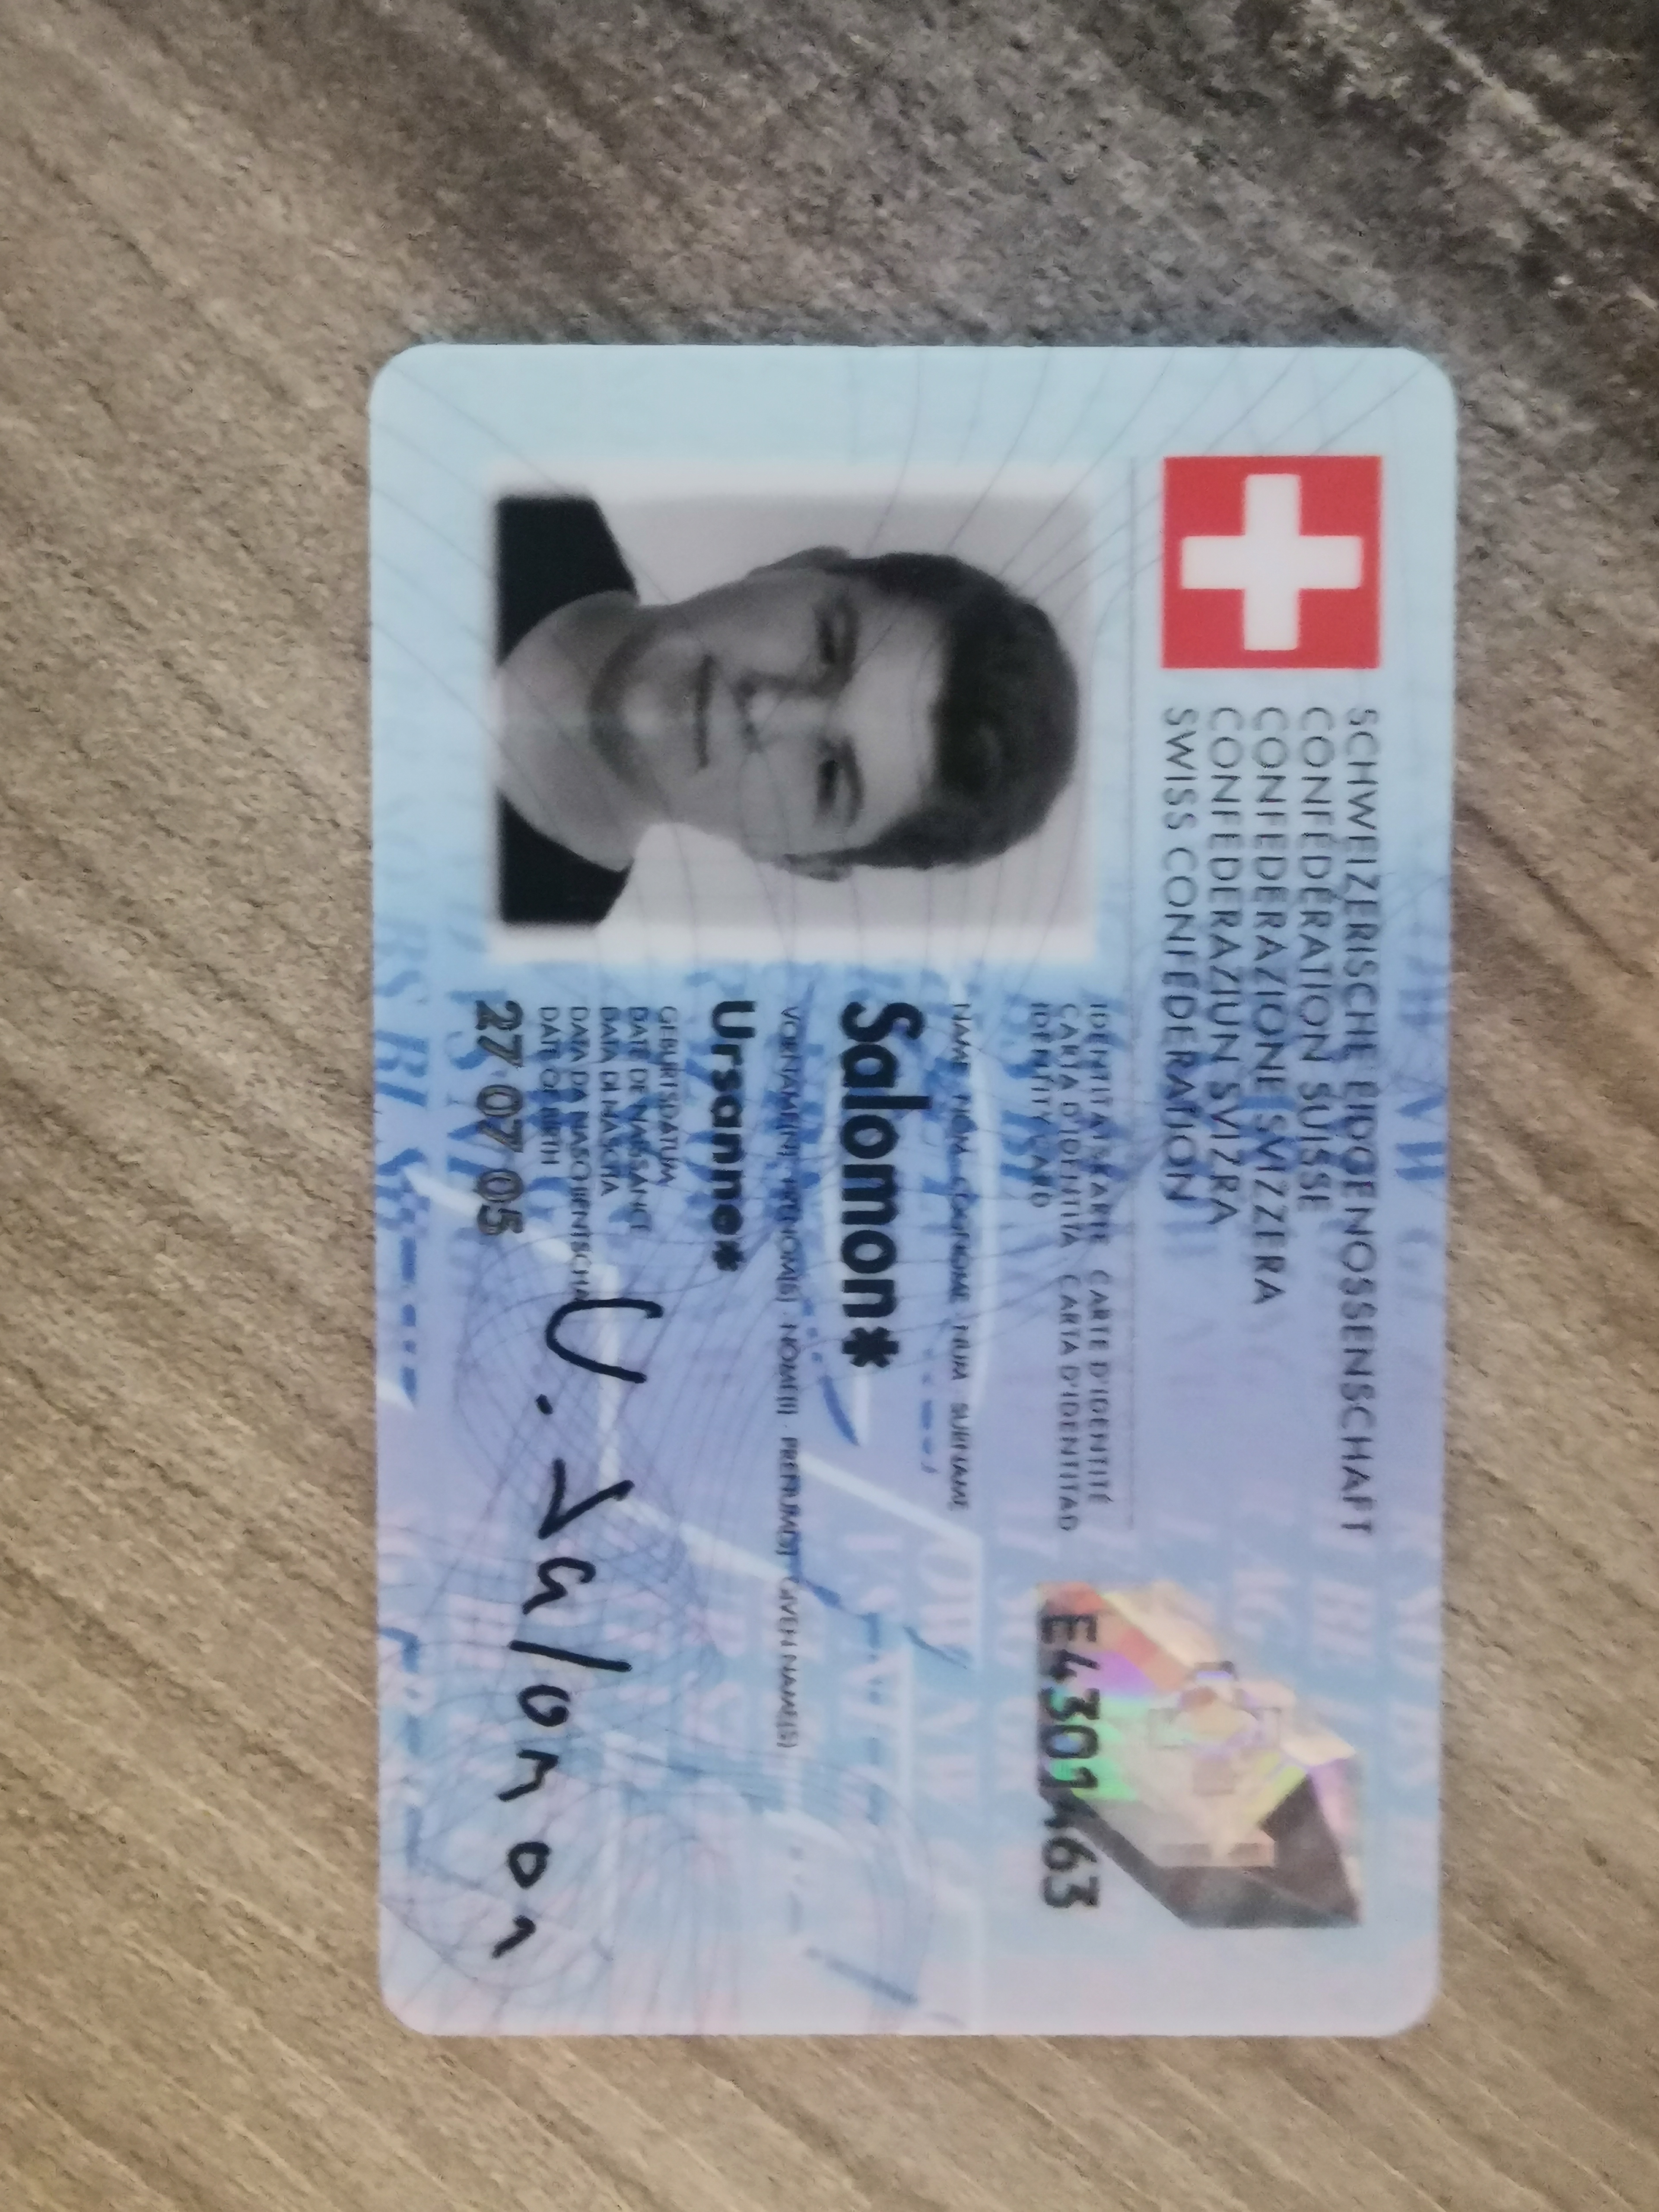 SCHWEIZERISCHE EIDGENOSSENSCHAFT
CONFÉDÉRATION SUISSE
CONFEDERAZIONE SVIZZERA
CONFEDERAZIUN SVIZRA
SWISS CONFEDERATION
IDENTITÄTSKARTE CARTE D'IDENTITÉ
CARTA D'IDENTITÀ CARTA D'IDENTITAD
IDENTITY CARD
E4301463
NAME · NOM · COGNOME · NUM · SURNAME
Salomon*
VORNAME(N) · PRÉNOM(S) · NOME(I) · PRENUM(S) · GIVEN NAME(S)
Ursanne*
GEBURTSDATUM
DATE DE NAISSANCE
DATA DI NASCITA
DATA DA NASCHIENTSCHA
DATE OF BIRTH
27 07 05
U. Salomon